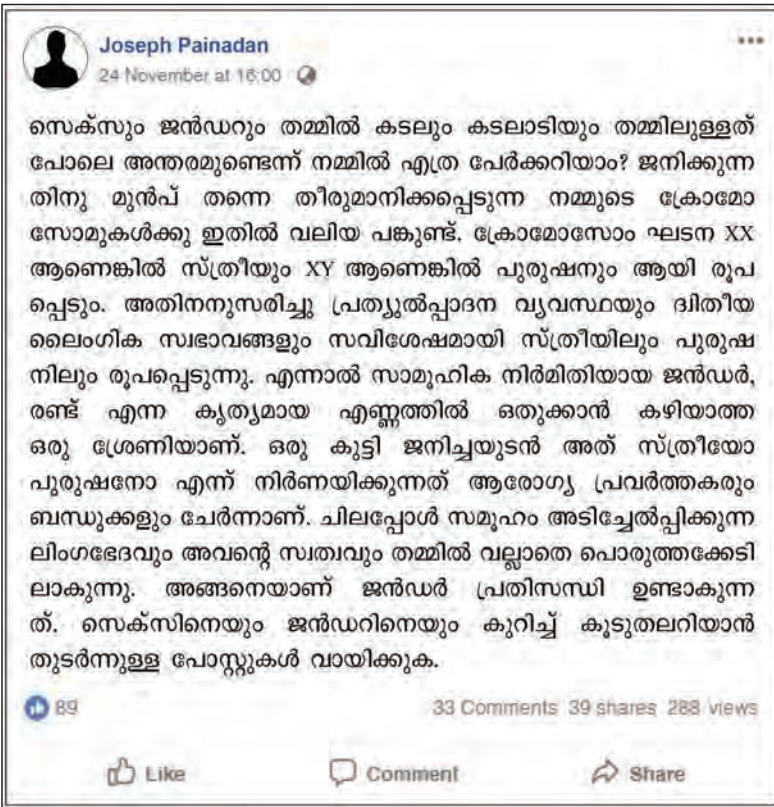 Joseph Painadan
24 November at 16:00
സെക്സും ജൻഡറും തമ്മിൽ കടലും കടലാടിയും തമ്മിലുള്ളത്
പോലെ അന്തരമുണ്ടെന്ന് നമ്മിൽ എത്ര പേർക്കറിയാം? ജനിക്കുന്ന
തിനു മുൻപ് തന്നെ തീരുമാനിക്കപ്പെടുന്ന നമ്മുടെ ക്രോമോ
സോമുകൾക്കു ഇതിൽ വലിയ പങ്കുണ്ട്. ക്രോമോസോം ഘടന XX
ആണെങ്കിൽ സ്ത്രീയും XY ആണെങ്കിൽ പുരുഷനും ആയി രൂപ
പ്പെടും. അതിനനുസരിച്ചു പ്രത്യുൽപ്പാദന വ്യവസ്ഥയും ദ്വിതീയ
ലൈംഗിക സ്വഭാവങ്ങളും സവിശേഷമായി സ്ത്രീയിലും പുരുഷ
നിലും രൂപപ്പെടുന്നു. എന്നാൽ സാമൂഹിക നിർമിതിയായ ജൻഡർ,
രണ്ട് എന്ന കൃത്യമായ എണ്ണത്തിൽ ഒതുക്കാൻ കഴിയാത്ത
ഒരു ശ്രേണിയാണ്. ഒരു കുട്ടി ജനിച്ചയുടൻ അത് സ്ത്രീയോ
പുരുഷനോ എന്ന് നിർണയിക്കുന്നത് ആരോഗ്യ പ്രവർത്തകരും
ബന്ധുക്കളും ചേർന്നാണ്. ചിലപ്പോൾ സമൂഹം അടിച്ചേൽപ്പിക്കുന്ന
ലിംഗഭേദവും അവന്റെ സ്വത്വവും തമ്മിൽ വല്ലാതെ പൊരുത്തക്കേടി
ലാകുന്നു. അങ്ങനെയാണ് ജൻഡർ പ്രതിസന്ധി ഉണ്ടാകുന്ന
ത്. സെക്സിനെയും ജൻഡറിനെയും കുറിച്ച് കൂടുതലറിയാൻ
തുടർന്നുള്ള പോസ്റ്റുകൾ വായിക്കുക.
89 33 Comments 39 shares 288 views
Like Comment Share